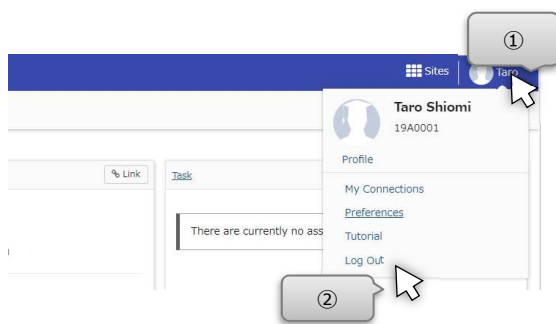 ①
Sites
Taro
Taro Shiomi
19A0001
Profile
Link
Task
My Connections
There are currently no ass
Preferences
Tutorial
Log Out
②